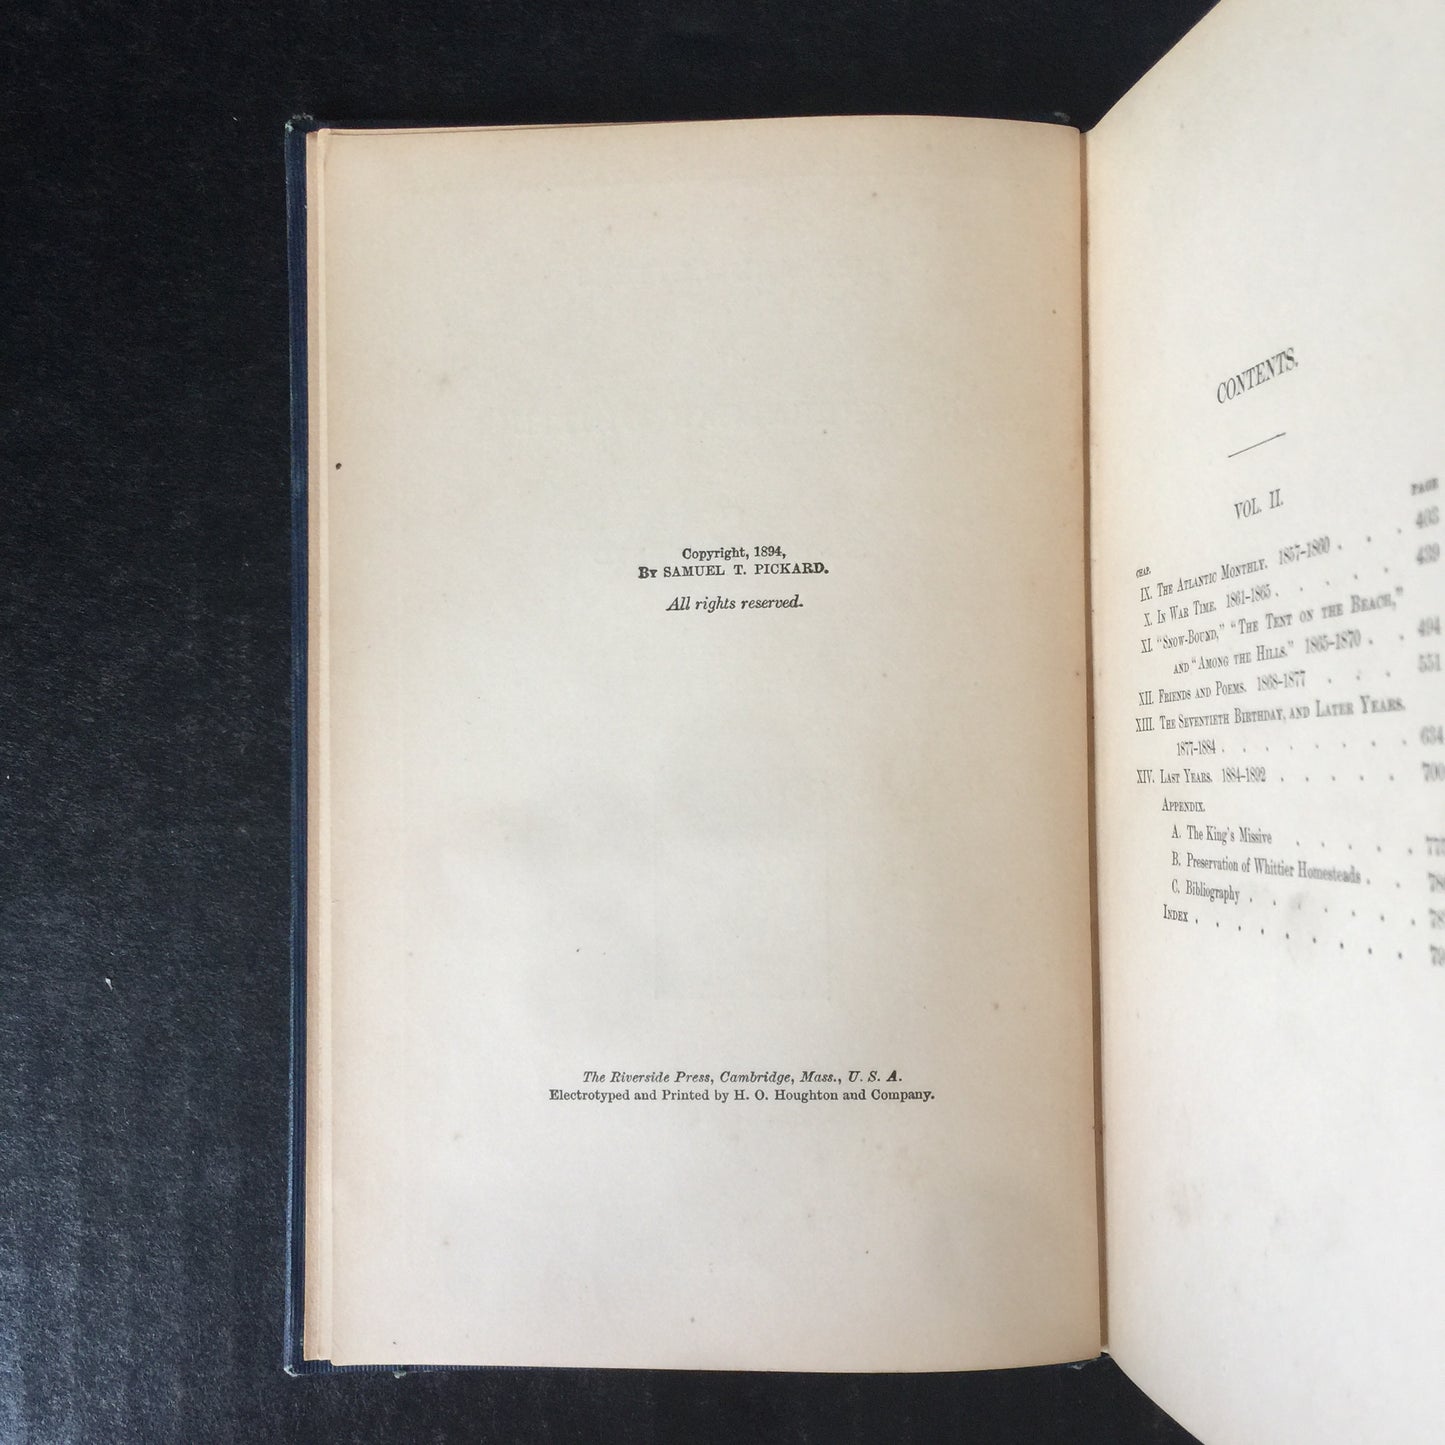 Copyright, 1894,
By SAMUEL T. PICKARD.
All rights reserved.
The Riverside Press, Cambridge, Mass., U. S. A.
Electrotyped and Printed by H. O. Houghton and Company.
CONTENTS.
VOL. II.
CHAP. PAGE
IX. The Atlantic Monthly. 1857–1860 . . . 403
X. In War Time. 1861–1865 . . . . . . 439
XI. "Snow-Bound," "The Tent on the Beach,"
and "Among the Hills." 1865–1870 . . 494
XII. Friends and Poems. 1868–1877 . . . . 551
XIII. The Seventieth Birthday, and Later Years.
1877–1884 . . . . . . . . . 634
XIV. Last Years. 1884–1892 . . . . . 700
Appendix.
A. The King's Missive . . . . .
B. Preservation of Whittier Homesteads . .
C. Bibliography . . . . . .
Index . . . . . . . . .